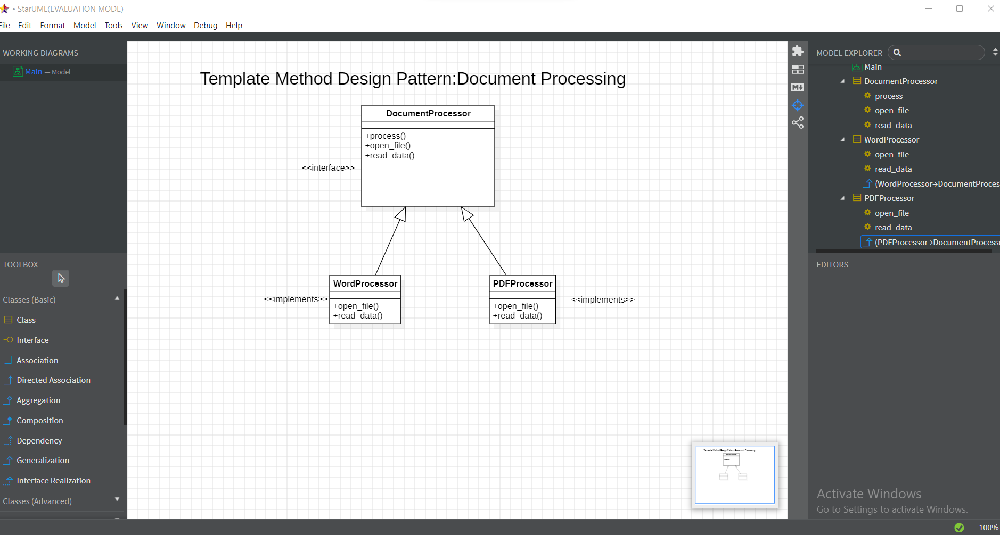 • StarUML(EVALUATION MODE)
File Edit Format Model Tools View Window Debug Help
WORKING DIAGRAMS
Main — Model
TOOLBOX
Classes (Basic)
Class
Interface
Association
Directed Association
Aggregation
Composition
Dependency
Generalization
Interface Realization
Classes (Advanced)
Template Method Design Pattern:Document Processing
DocumentProcessor
+process()
+open_file()
+read_data()
<<interface>>
WordProcessor
+open_file()
+read_data()
<<implements>>
PDFProcessor
+open_file()
+read_data()
<<implements>>
M
MODEL EXPLORER
Main
DocumentProcessor
process
open_file
read_data
WordProcessor
open_file
read_data
(WordProcessor→DocumentProces
PDFProcessor
open_file
read_data
(PDFProcessor→DocumentProcess
EDITORS
Activate Windows
Go to Settings to activate Windows.
100%